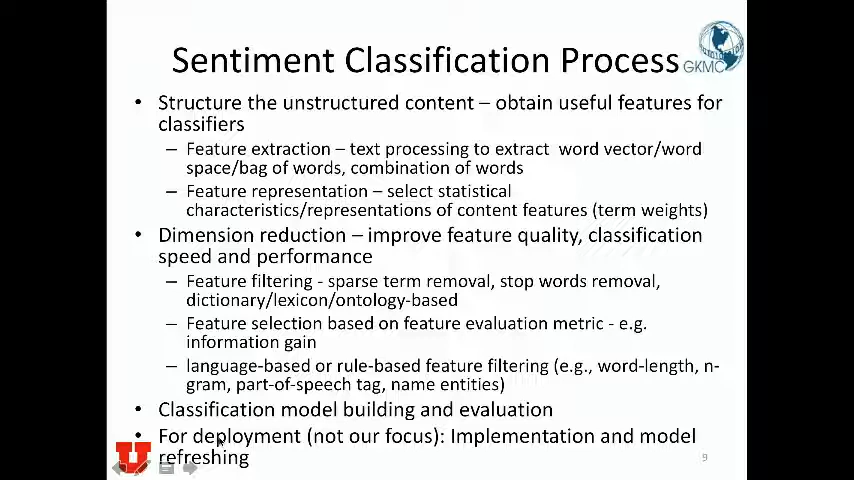 Sentiment Classification Process
GKMC
• Structure the unstructured content – obtain useful features for
classifiers
– Feature extraction – text processing to extract word vector/word
space/bag of words, combination of words
– Feature representation – select statistical
characteristics/representations of content features (term weights)
• Dimension reduction – improve feature quality, classification
speed and performance
– Feature filtering - sparse term removal, stop words removal,
dictionary/lexicon/ontology-based
– Feature selection based on feature evaluation metric - e.g.
information gain
– language-based or rule-based feature filtering (e.g., word-length, n-
gram, part-of-speech tag, name entities)
• Classification model building and evaluation
• For deployment (not our focus): Implementation and model
refreshing
U
9